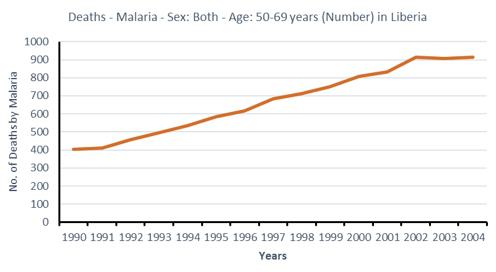 Deaths - Malaria - Sex: Both - Age: 50-69 years (Number) in Liberia
1000
900
800
700
600
500
400
300
200
100
0
No. of Deaths by Malaria
1990 1991 1992 1993 1994 1995 1996 1997 1998 1999 2000 2001 2002 2003 2004
Years